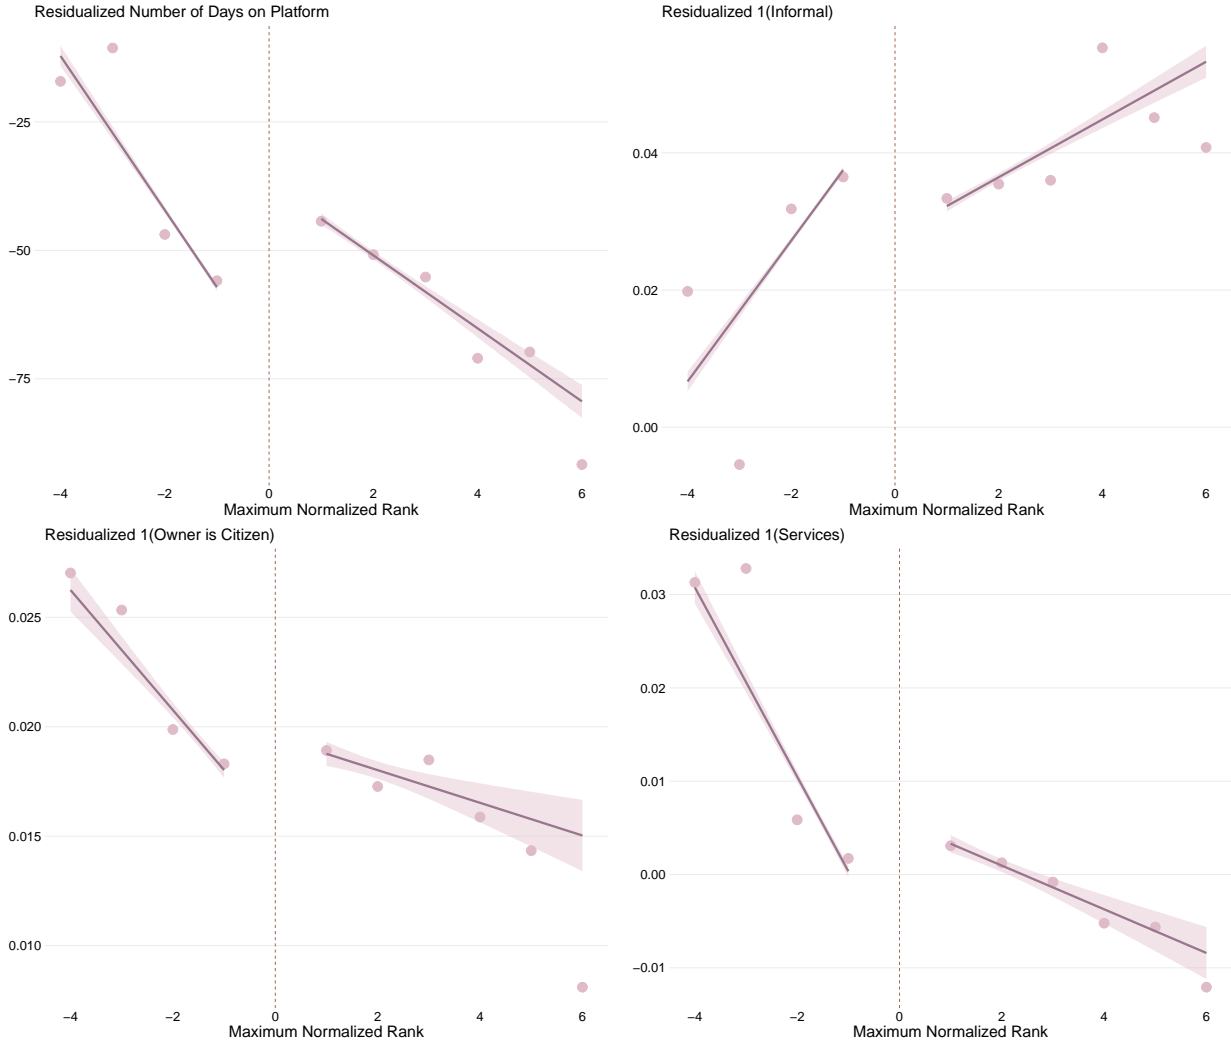 Residualized Number of Days on Platform
−25
−50
−75
−4 −2 0 2 4 6
Maximum Normalized Rank
Residualized 1(Informal)
0.04
0.02
0.00
−4 −2 0 2 4 6
Maximum Normalized Rank
Residualized 1(Owner is Citizen)
0.025
0.020
0.015
0.010
−4 −2 0 2 4 6
Maximum Normalized Rank
Residualized 1(Services)
0.03
0.02
0.01
0.00
−0.01
−4 −2 0 2 4 6
Maximum Normalized Rank